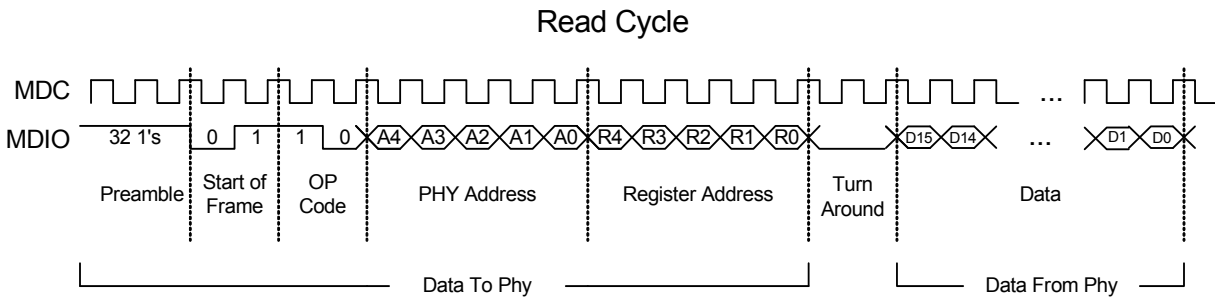 Read Cycle
MDC
...
MDIO
32 1's 0 1 1 0 A4 A3 A2 A1 A0 R4 R3 R2 R1 R0 D15 D14 ... D1 D0
Preamble
Start of
Frame
OP
Code
PHY Address
Register Address
Turn
Around
Data
Data To Phy
Data From Phy